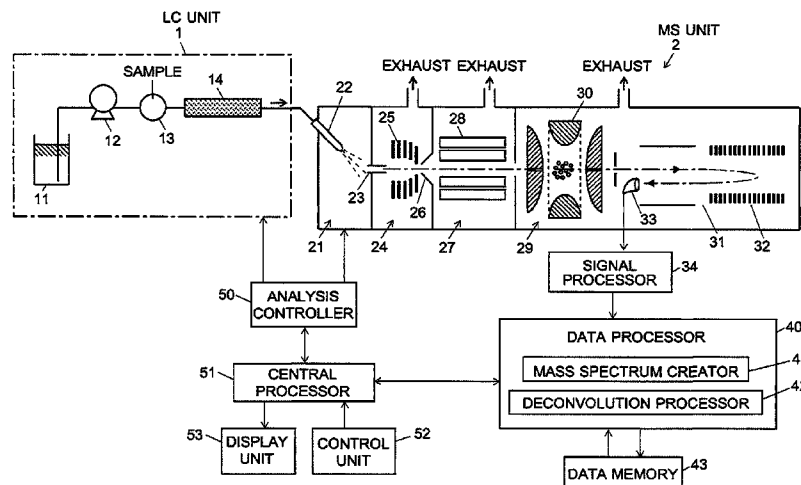 LC UNIT
1
MS UNIT
2
EXHAUST EXHAUST EXHAUST
SAMPLE
14
12
13
11
22
25
28
30
23
26
33
21
24
27
29
31
32
SIGNAL
PROCESSOR
34
50
ANALYSIS
CONTROLLER
40
DATA PROCESSOR
MASS SPECTRUM CREATOR
DECONVOLUTION PROCESSOR
51
CENTRAL
PROCESSOR
53
DISPLAY
UNIT
CONTROL
UNIT
52
DATA MEMORY
43